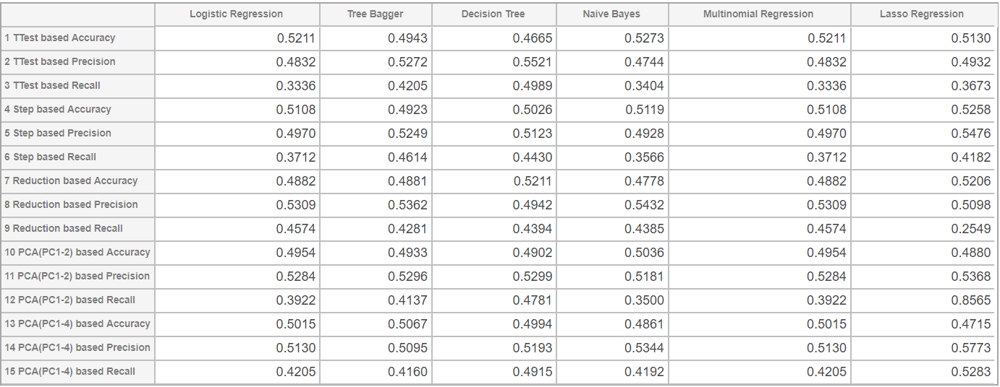 Logistic Regression Tree Bagger Decision Tree Naive Bayes Multinomial Regression Lasso Regression
1 TTest based Accuracy 0.5211 0.4943 0.4665 0.5273 0.5211 0.5130
2 TTest based Precision 0.4832 0.5272 0.5521 0.4744 0.4832 0.4932
3 TTest based Recall 0.3336 0.4205 0.4989 0.3404 0.3336 0.3673
4 Step based Accuracy 0.5108 0.4923 0.5026 0.5119 0.5108 0.5258
5 Step based Precision 0.4970 0.5249 0.5123 0.4928 0.4970 0.5476
6 Step based Recall 0.3712 0.4614 0.4430 0.3566 0.3712 0.4182
7 Reduction based Accuracy 0.4882 0.4881 0.5211 0.4778 0.4882 0.5206
8 Reduction based Precision 0.5309 0.5362 0.4942 0.5432 0.5309 0.5098
9 Reduction based Recall 0.4574 0.4281 0.4394 0.4385 0.4574 0.2549
10 PCA(PC1-2) based Accuracy 0.4954 0.4933 0.4902 0.5036 0.4954 0.4880
11 PCA(PC1-2) based Precision 0.5284 0.5296 0.5299 0.5181 0.5284 0.5368
12 PCA(PC1-2) based Recall 0.3922 0.4137 0.4781 0.3500 0.3922 0.8565
13 PCA(PC1-4) based Accuracy 0.5015 0.5067 0.4994 0.4861 0.5015 0.4715
14 PCA(PC1-4) based Precision 0.5130 0.5095 0.5193 0.5344 0.5130 0.5773
15 PCA(PC1-4) based Recall 0.4205 0.4160 0.4915 0.4192 0.4205 0.5283